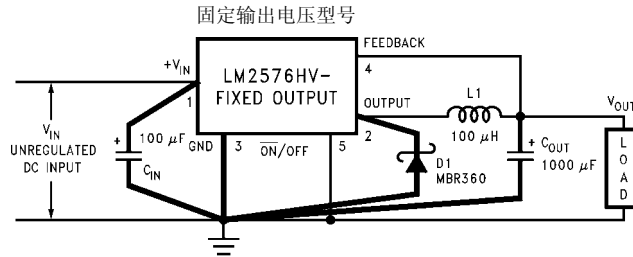 固定输出电压型号
FEEDBACK
+VIN
LM2576HV-
FIXED OUTPUT
4
1
OUTPUT
L1
VOUT
VIN
UNREGULATED
DC INPUT
+
100 µF
CIN
GND
3
ON/OFF
5
2
100 µH
D1
MBR360
+
COUT
1000 µF
LOAD